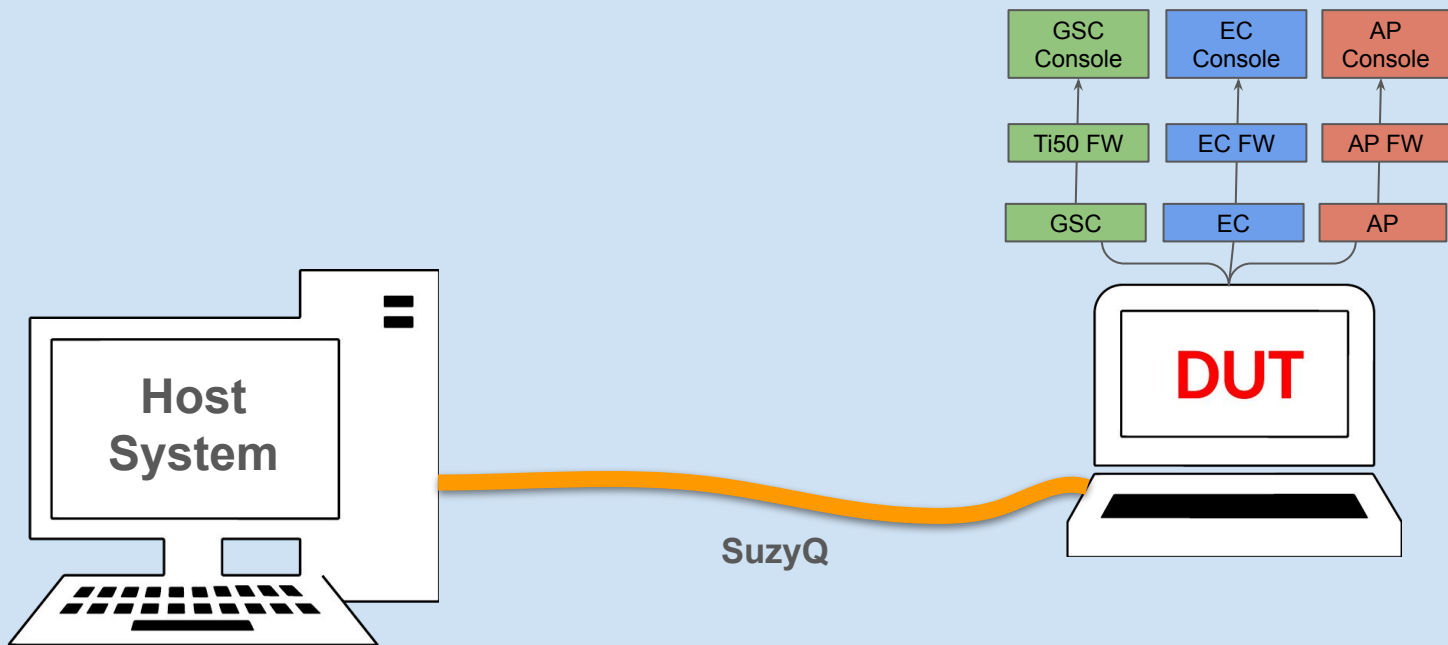 GSC
Console
EC
Console
AP
Console
Ti50 FW
EC FW
AP FW
GSC
EC
AP
DUT
Host
System
SuzyQ